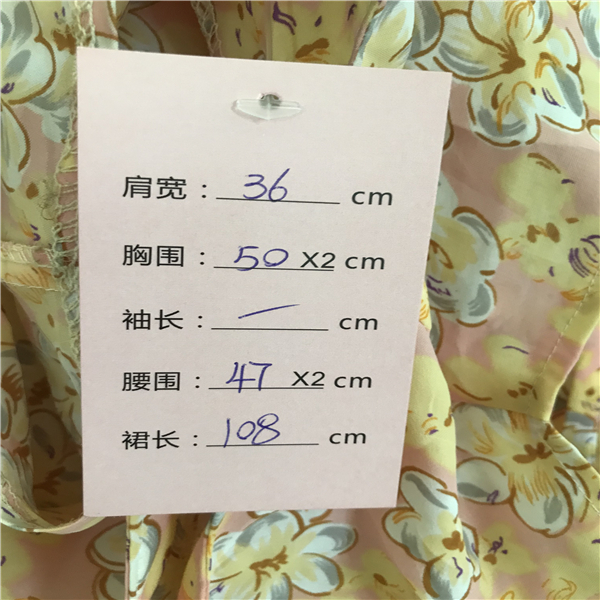 肩宽：36 cm
胸围：50 X2 cm
袖长：— cm
腰围：47 X2 cm
裙长：108 cm